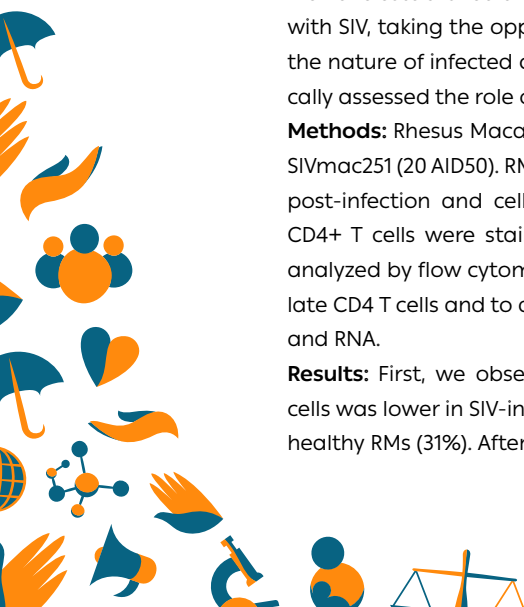 with SIV, taking the opp
the nature of infected
cally assessed the role
Methods: Rhesus Maca
SIVmac251 (20 AID50). RN
post-infection and cell
CD4+ T cells were stai
analyzed by flow cytom
late CD4 T cells and to
and RNA.
Results: First, we obse
cells was lower in SIV-in
healthy RMs (31%). After